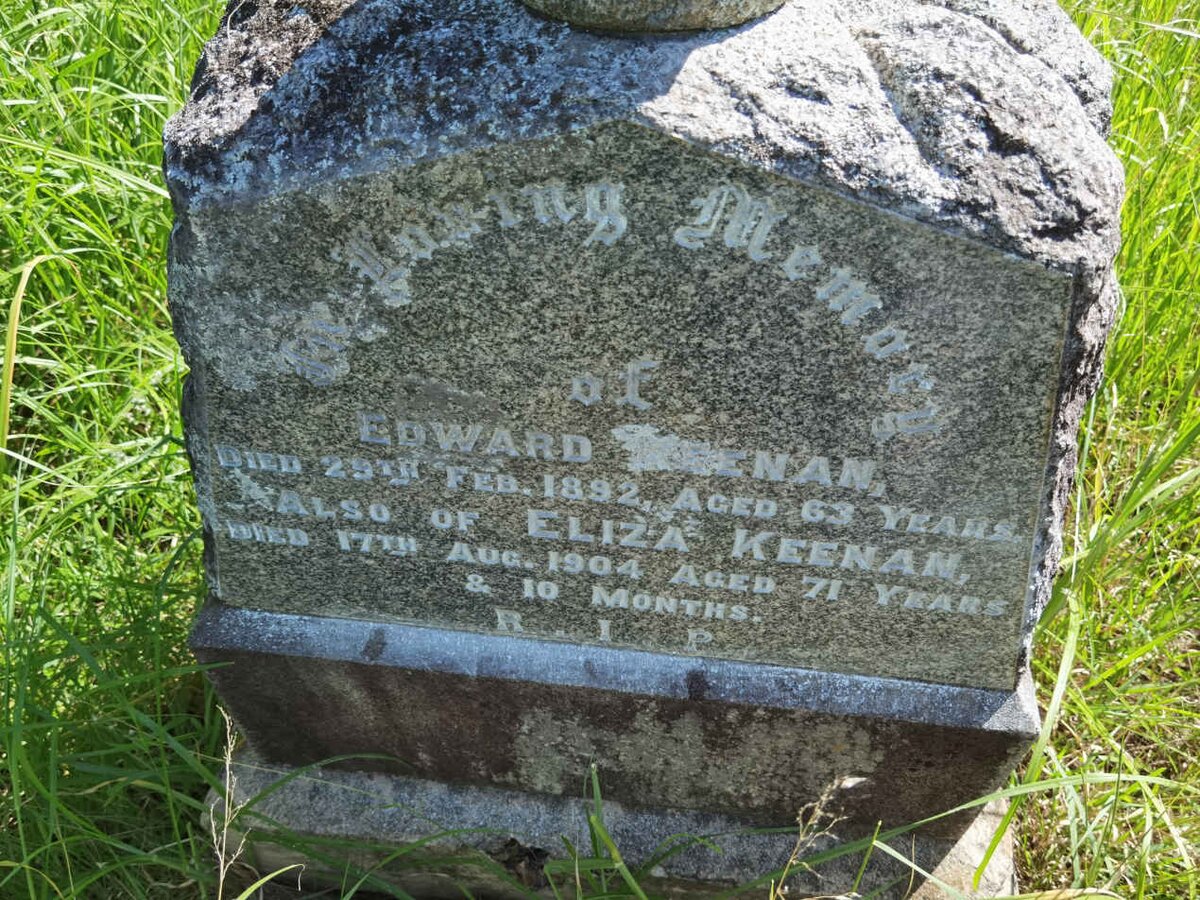 In Loving Memory
of
EDWARD KEENAN,
DIED 29TH FEB. 1892, AGED 63 YEARS.
ALSO OF ELIZA KEENAN,
DIED 17TH AUG. 1904 AGED 71 YEARS
& 10 MONTHS.
R. I. P.